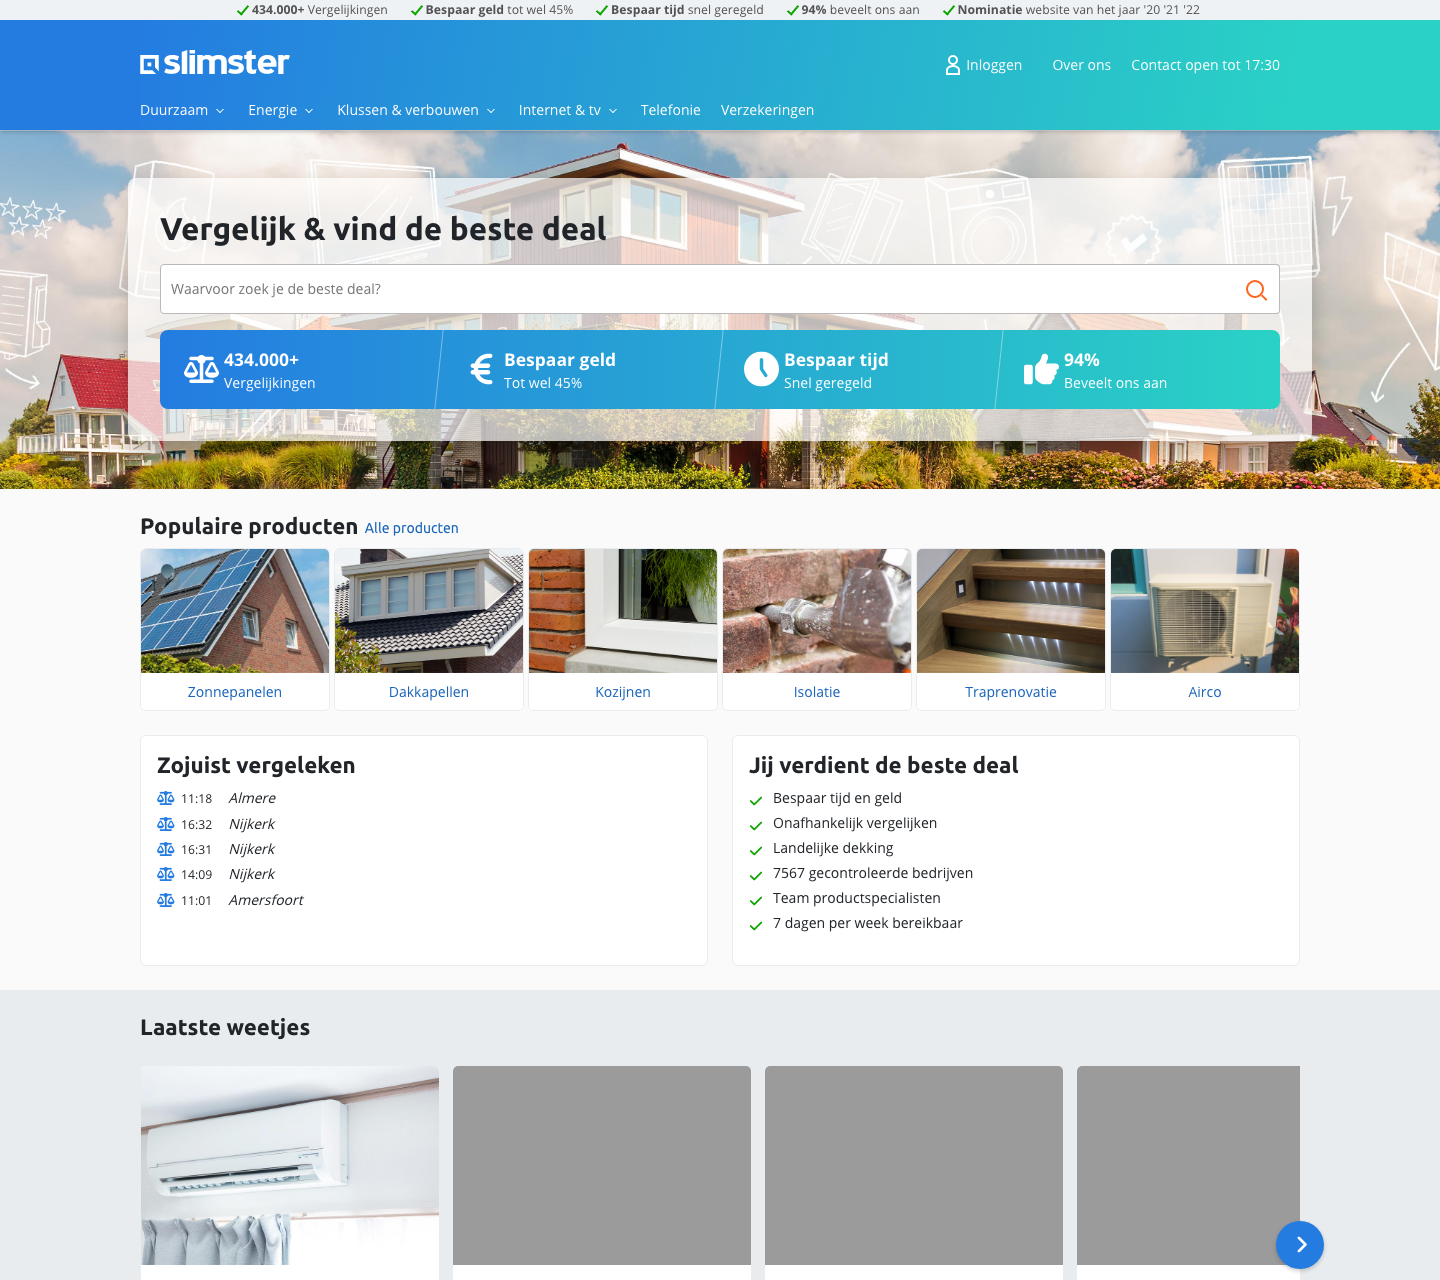 434.000+ Vergelijkingen Bespaar geld tot wel 45% Bespaar tijd snel geregeld 94% beveelt ons aan Nominatie website van het jaar '20 '21 '22
slimster
Inloggen Over ons Contact open tot 17:30
Duurzaam Energie Klussen & verbouwen Internet & tv Telefonie Verzekeringen
Vergelijk & vind de beste deal
Waarvoor zoek je de beste deal?
434.000+
Vergelijkingen
Bespaar geld
Tot wel 45%
Bespaar tijd
Snel geregeld
94%
Beveelt ons aan
Populaire producten Alle producten
Zonnepanelen
Dakkapellen
Kozijnen
Isolatie
Traprenovatie
Airco
Zojuist vergeleken
11:18 Almere
16:32 Nijkerk
16:31 Nijkerk
14:09 Nijkerk
11:01 Amersfoort
Jij verdient de beste deal
Bespaar tijd en geld
Onafhankelijk vergelijken
Landelijke dekking
7567 gecontroleerde bedrijven
Team productspecialisten
7 dagen per week bereikbaar
Laatste weetjes